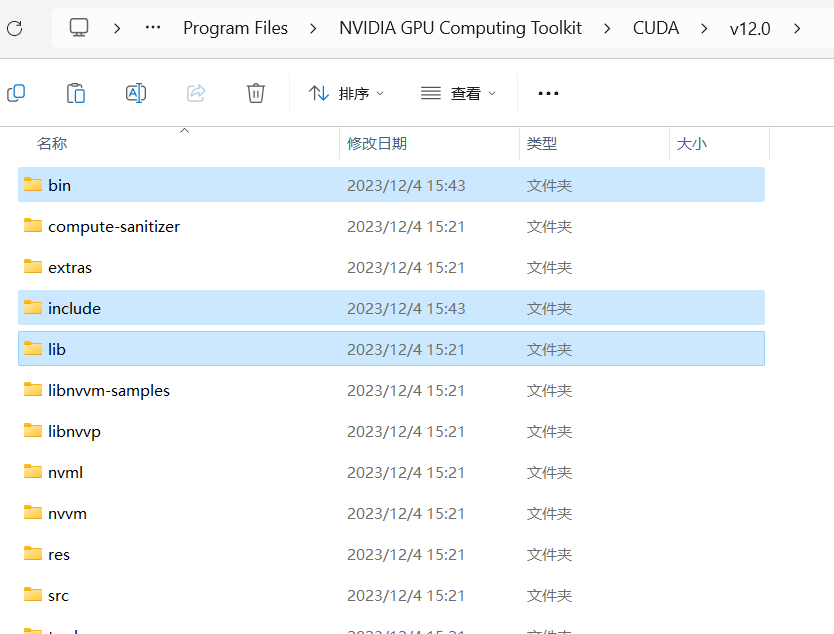 Program Files > NVIDIA GPU Computing Toolkit > CUDA > v12.0 >
排序 查看
名称 修改日期 类型 大小
bin 2023/12/4 15:43 文件夹
compute-sanitizer 2023/12/4 15:21 文件夹
extras 2023/12/4 15:21 文件夹
include 2023/12/4 15:43 文件夹
lib 2023/12/4 15:21 文件夹
libnvvm-samples 2023/12/4 15:21 文件夹
libnvvp 2023/12/4 15:21 文件夹
nvml 2023/12/4 15:21 文件夹
nvvm 2023/12/4 15:21 文件夹
res 2023/12/4 15:21 文件夹
src 2023/12/4 15:21 文件夹